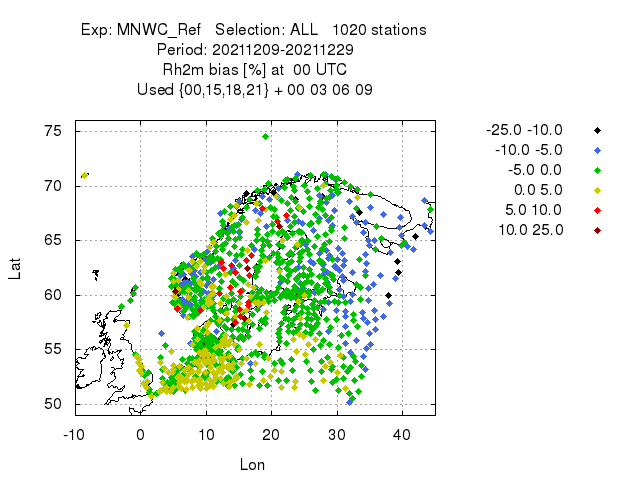 Exp: MNWC_Ref   Selection: ALL   1020 stations
Period: 20211209-20211229
Rh2m bias [%] at  00 UTC
Used {00,15,18,21} + 00 03 06 09
-25.0 -10.0
-10.0 -5.0
-5.0 0.0
0.0 5.0
5.0 10.0
10.0 25.0
75
70
65
60
55
50
Lat
-10 0 10 20 30 40
Lon